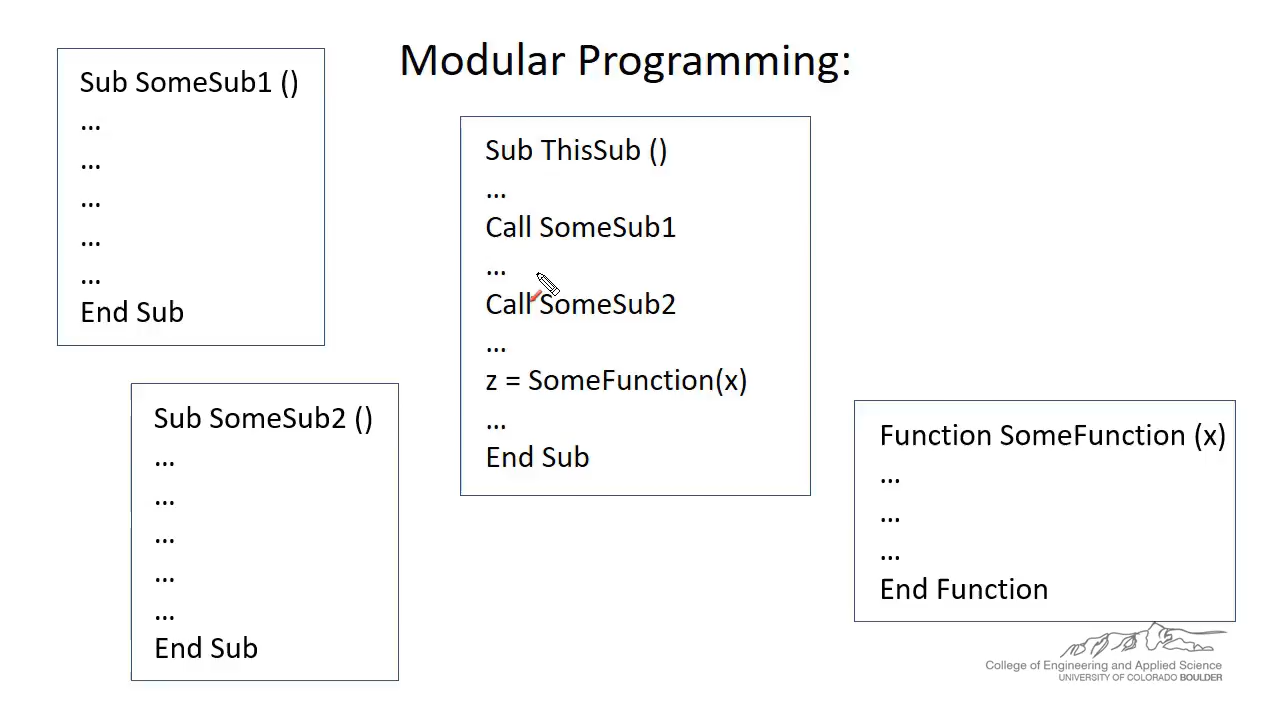 Modular Programming:
Sub SomeSub1 ()
...
...
...
...
...
End Sub
Sub ThisSub ()
...
Call SomeSub1
...
Call SomeSub2
...
z = SomeFunction(x)
...
End Sub
Sub SomeSub2 ()
...
...
...
...
...
End Sub
Function SomeFunction (x)
...
...
...
End Function
College of Engineering and Applied Science
UNIVERSITY OF COLORADO BOULDER